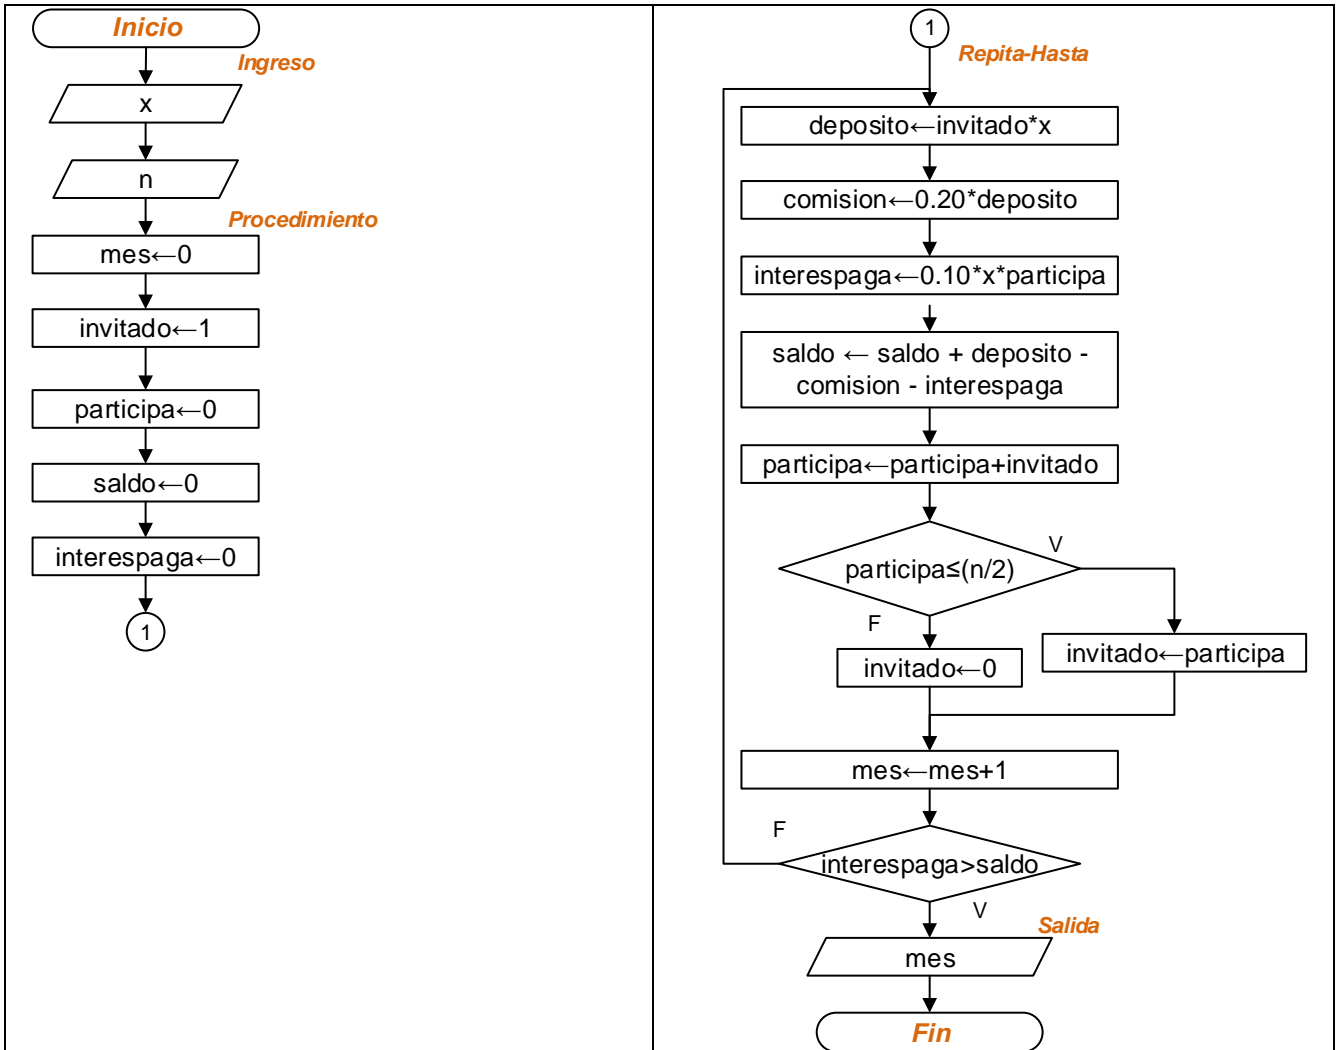 Inicio
Ingreso
x
n
Procedimiento
mes←0
invitado←1
participa←0
saldo←0
interespaga←0
1
1
Repita-Hasta
deposito←invitado*x
comision←0.20*deposito
interespaga←0.10*x*participa
saldo ← saldo + deposito -
comision - interespaga
participa←participa+invitado
participa≤(n/2)
V
F
invitado←0
invitado←participa
mes←mes+1
F
interespaga>saldo
V
Salida
mes
Fin